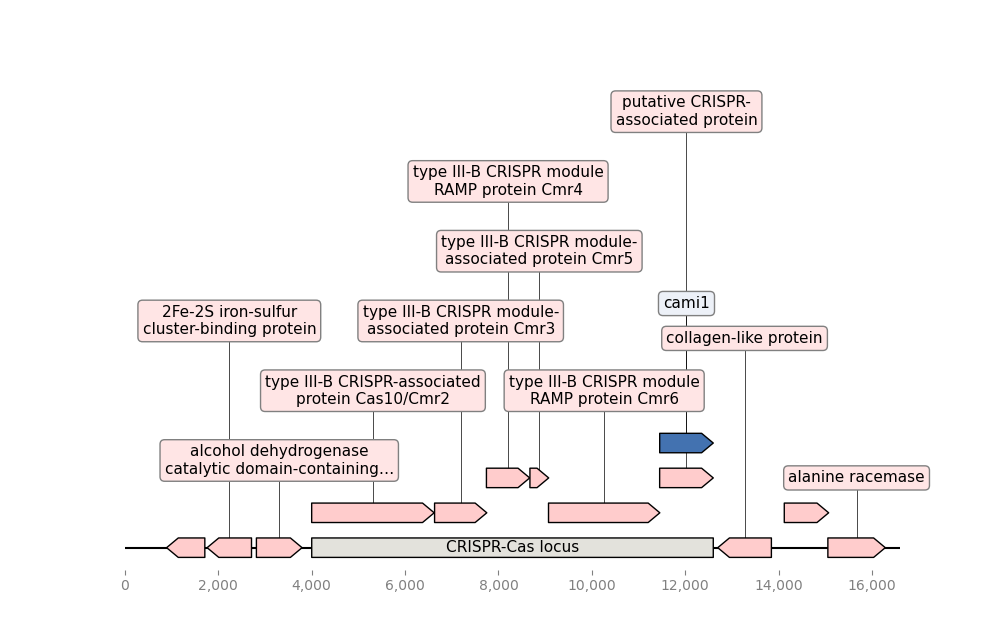 putative CRISPR-
associated protein
type III-B CRISPR module
RAMP protein Cmr4
type III-B CRISPR module-
associated protein Cmr5
cami1
2Fe-2S iron-sulfur
cluster-binding protein
type III-B CRISPR module-
associated protein Cmr3
collagen-like protein
type III-B CRISPR-associated
protein Cas10/Cmr2
type III-B CRISPR module
RAMP protein Cmr6
alcohol dehydrogenase
catalytic domain-containing…
alanine racemase
CRISPR-Cas locus
0 2,000 4,000 6,000 8,000 10,000 12,000 14,000 16,000